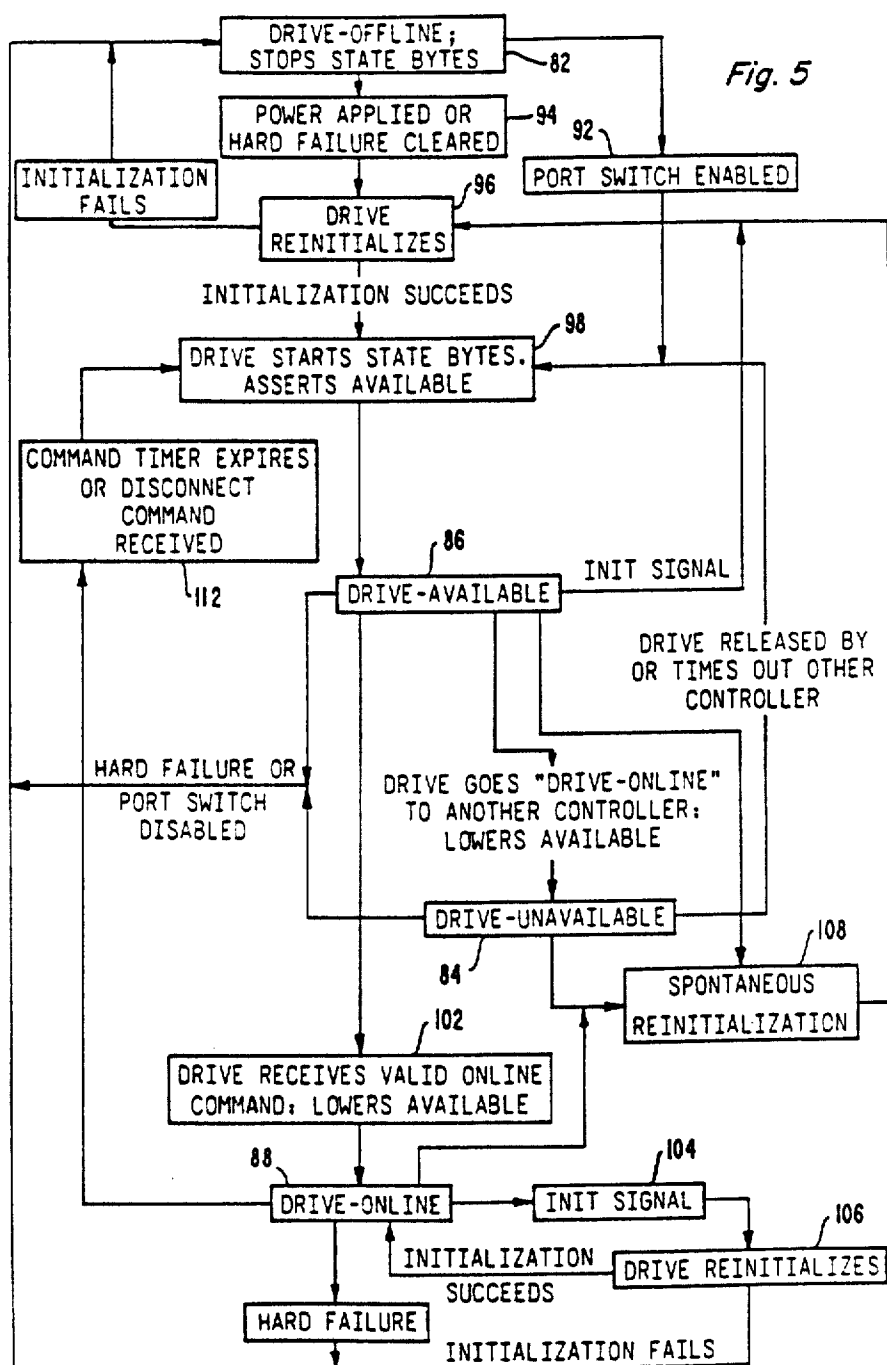 DRIVE-OFFLINE;
STOPS STATE BYTES
82
Fig. 5
POWER APPLIED OR
HARD FAILURE CLEARED
94
92
PORT SWITCH ENABLED
INITIALIZATION
FAILS
96
DRIVE
REINITIALIZES
INITIALIZATION SUCCEEDS
98
DRIVE STARTS STATE BYTES.
ASSERTS AVAILABLE
COMMAND TIMER EXPIRES
OR DISCONNECT
COMMAND
RECEIVED
112
86
DRIVE-AVAILABLE
INIT SIGNAL
DRIVE RELEASED BY
OR TIMES OUT OTHER
CONTROLLER
HARD FAILURE OR
PORT SWITCH
DISABLED
DRIVE GOES "DRIVE-ONLINE"
TO ANOTHER CONTROLLER:
LOWERS AVAILABLE
DRIVE-UNAVAILABLE
84
108
SPONTANEOUS
REINITIALIZATION
102
DRIVE RECEIVES VALID ONLINE
COMMAND: LOWERS AVAILABLE
88
DRIVE-ONLINE
104
INIT SIGNAL
106
DRIVE REINITIALIZES
INITIALIZATION
SUCCEEDS
HARD FAILURE
INITIALIZATION FAILS